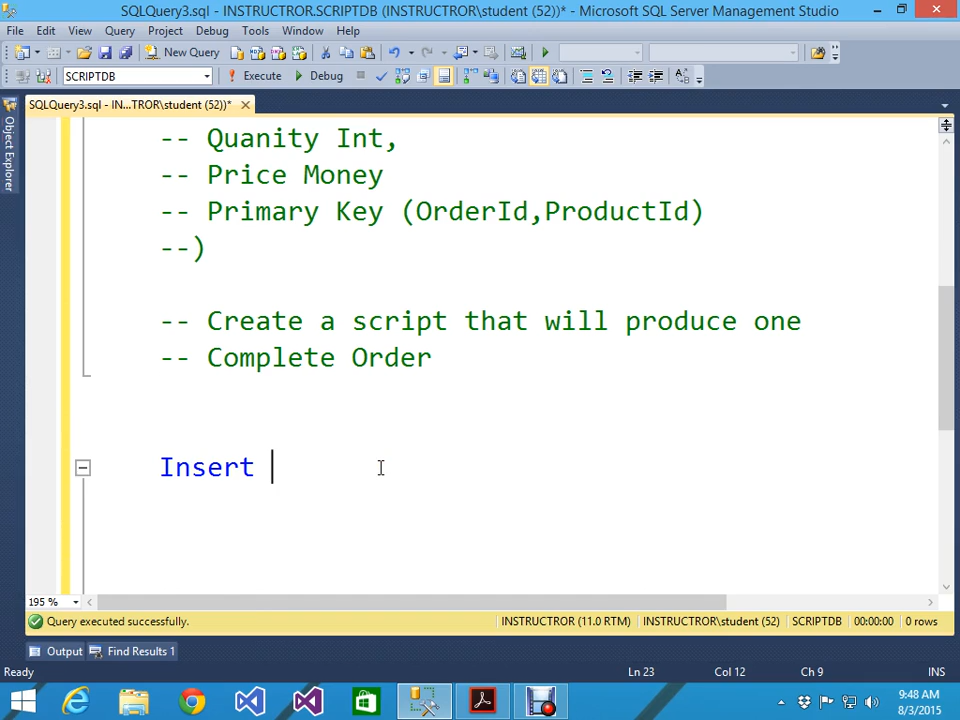 SQLQuery3.sql - INSTRUCTROR.SCRIPTDB (INSTRUCTROR\student (52))* - Microsoft SQL Server Management Studio
File Edit View Query Project Debug Tools Window Help
New Query
SCRIPTDB Execute Debug
SQLQuery3.sql - IN...TROR\student (52))*
Object Explorer
-- Quanity Int,
-- Price Money
-- Primary Key (OrderId,ProductId)
--)
-- Create a script that will produce one
-- Complete Order
Insert
195 %
Query executed successfully. INSTRUCTROR (11.0 RTM) INSTRUCTROR\student (52) SCRIPTDB 00:00:00 0 rows
Output Find Results 1
Ready Ln 23 Col 12 Ch 9 INS
9:48 AM
8/3/2015